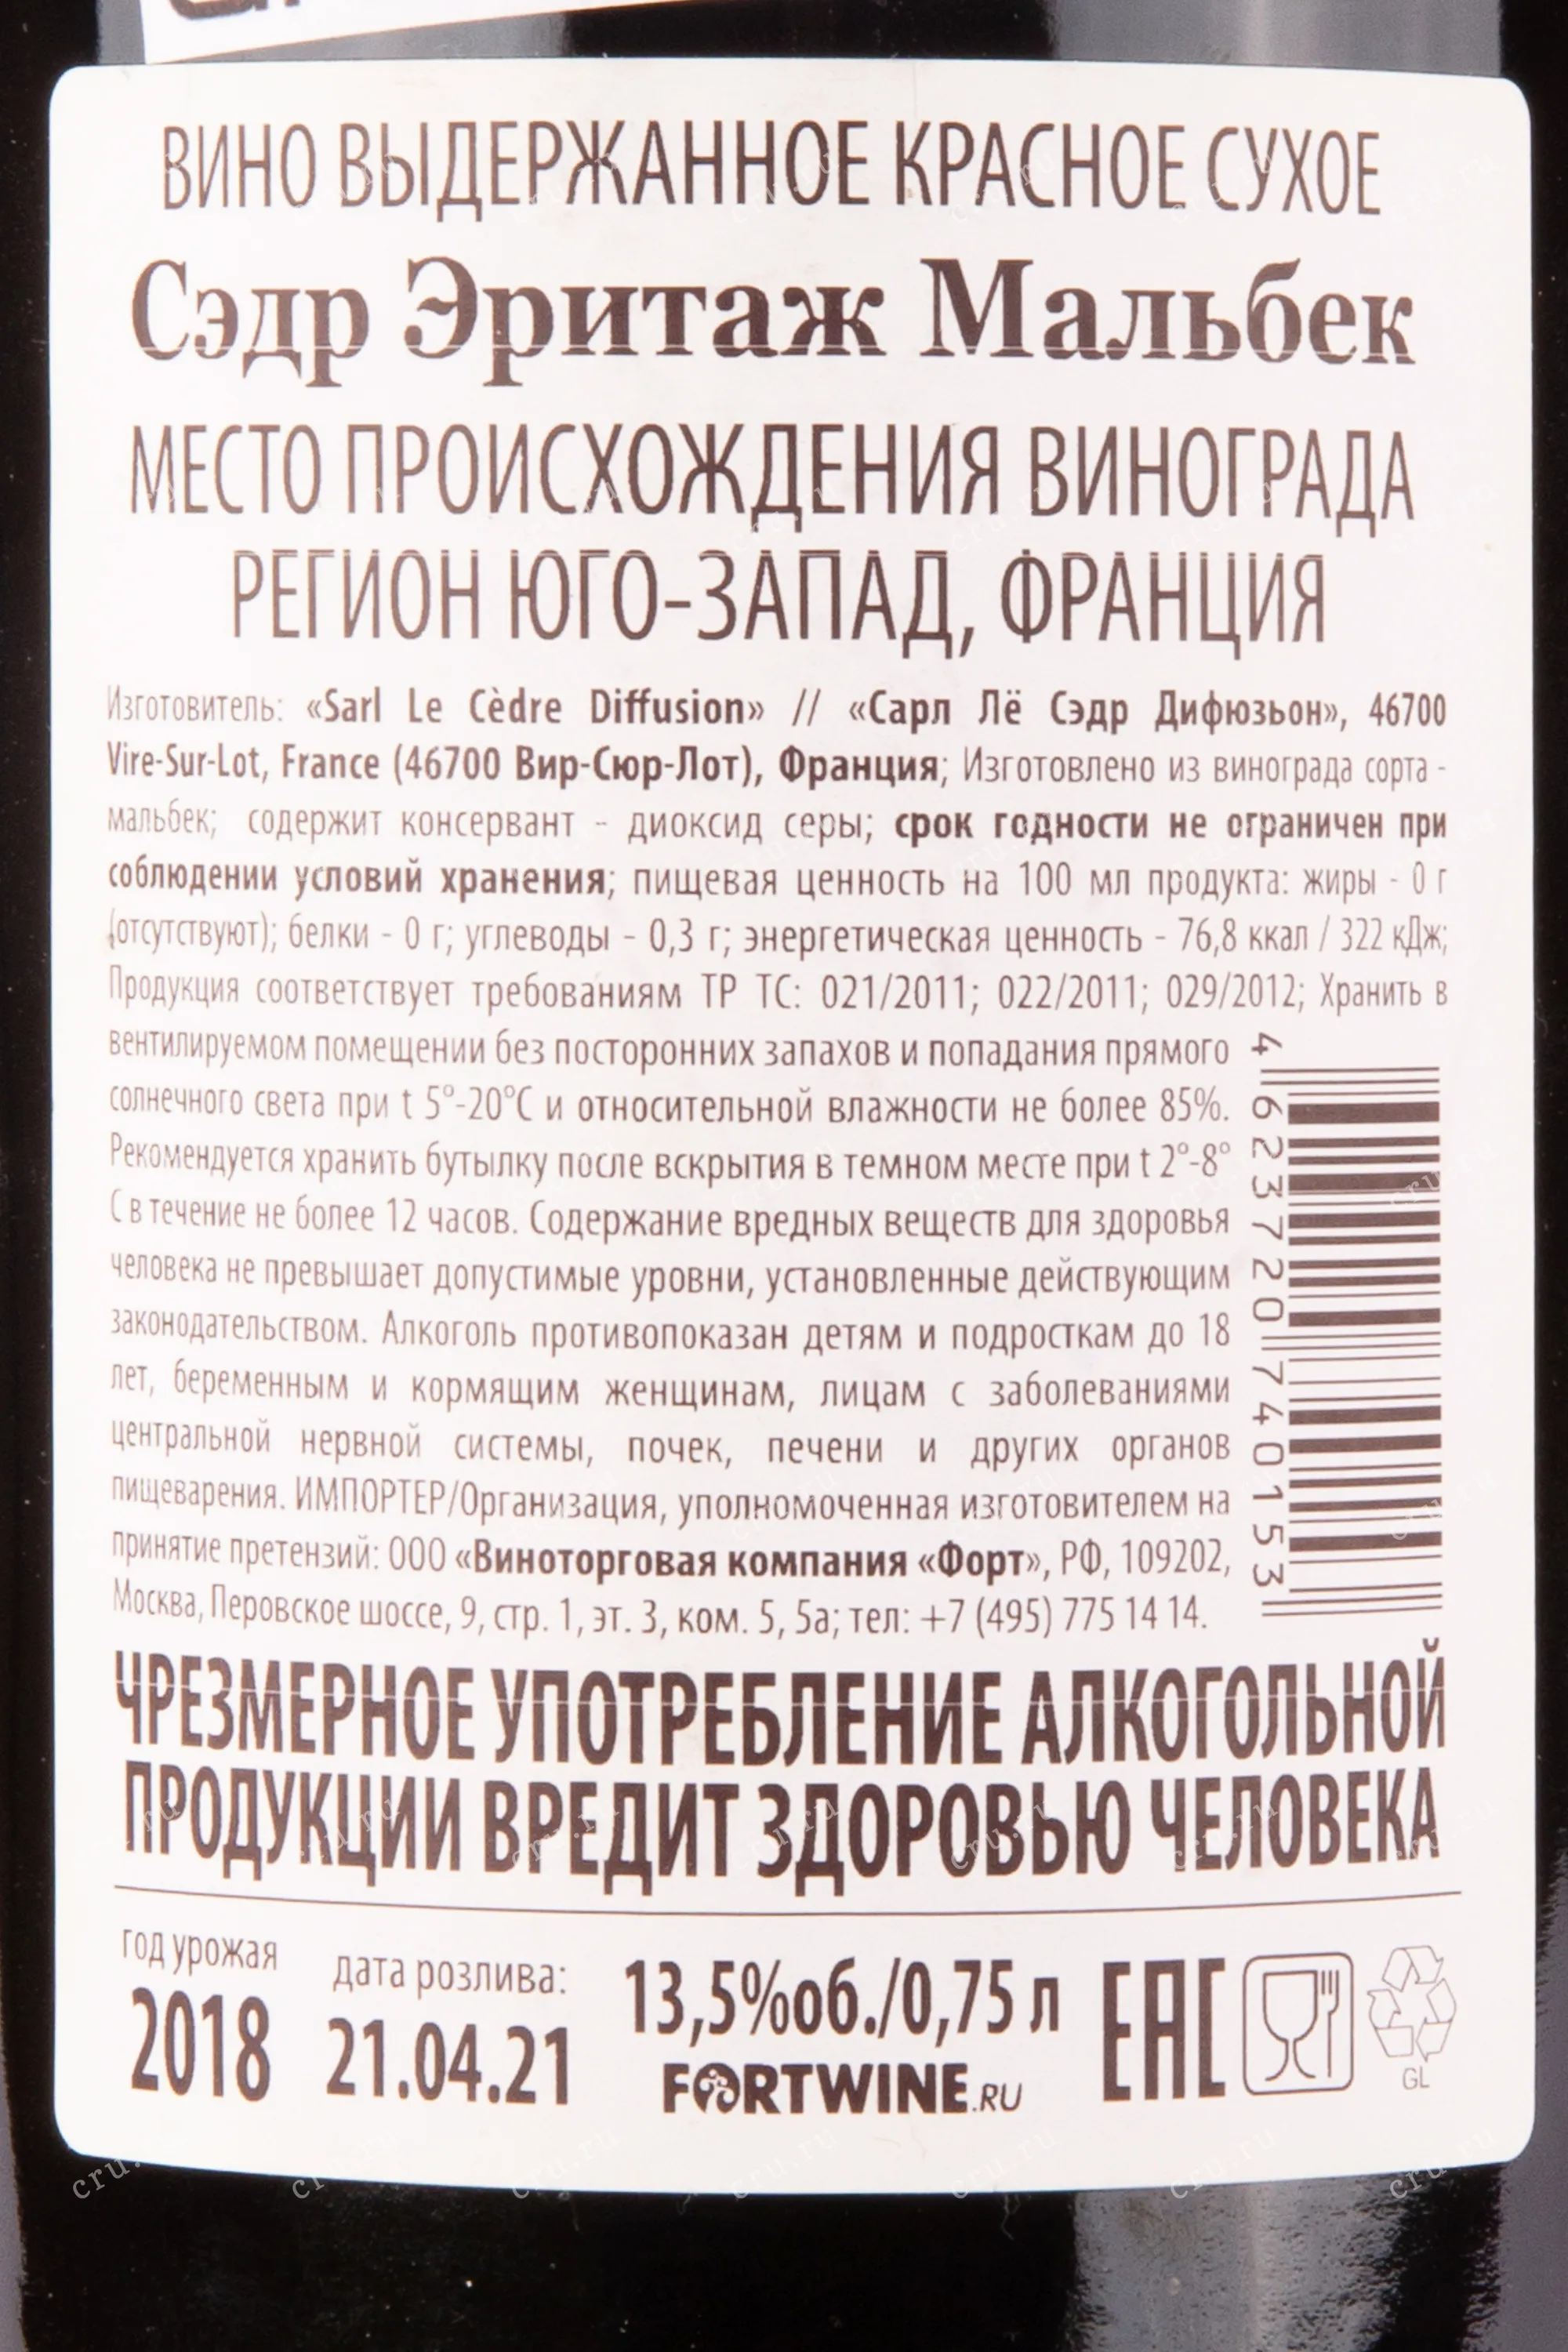 ВИНО ВЫДЕРЖАННОЕ КРАСНОЕ СУХОЕ
Сэдр Эритаж Мальбек
МЕСТО ПРОИСХОЖДЕНИЯ ВИНОГРАДА
РЕГИОН ЮГО-ЗАПАД, ФРАНЦИЯ
Изготовитель: «Sarl Le Cèdre Diffusion» // «Сарл Лё Сэдр Дифюзьон», 46700
Vire-Sur-Lot, France (46700 Вир-Сюр-Лот), Франция; Изготовлено из винограда сорта -
мальбек; содержит консервант - диоксид серы; срок годности не ограничен при
соблюдении условий хранения; пищевая ценность на 100 мл продукта: жиры - 0 г
(отсутствуют); белки - 0 г; углеводы - 0,3 г; энергетическая ценность - 76,8 ккал / 322 кДж;
Продукция соответствует требованиям ТР ТС: 021/2011; 022/2011; 029/2012; Хранить в
вентилируемом помещении без посторонних запахов и попадания прямого
солнечного света при t 5°-20°С и относительной влажности не более 85%.
Рекомендуется хранить бутылку после вскрытия в темном месте при t 2°-8°
С в течение не более 12 часов. Содержание вредных веществ для здоровья
человека не превышает допустимые уровни, установленные действующим
законодательством. Алкоголь противопоказан детям и подросткам до 18
лет, беременным и кормящим женщинам, лицам с заболеваниями
центральной нервной системы, почек, печени и других органов
пищеварения. ИМПОРТЕР/Организация, уполномоченная изготовителем на
принятие претензий: ООО «Виноторговая компания «Форт», РФ, 109202,
Москва, Перовское шоссе, 9, стр. 1, эт. 3, ком. 5, 5а; тел: +7 (495) 775 14 14.
4 623720 740153
ЧРЕЗМЕРНОЕ УПОТРЕБЛЕНИЕ АЛКОГОЛЬНОЙ
ПРОДУКЦИИ ВРЕДИТ ЗДОРОВЬЮ ЧЕЛОВЕКА
год урожая
2018
дата розлива:
21.04.21
13,5%об./0,75 л
FORTWINE.RU
EAC
GL
cru.ru